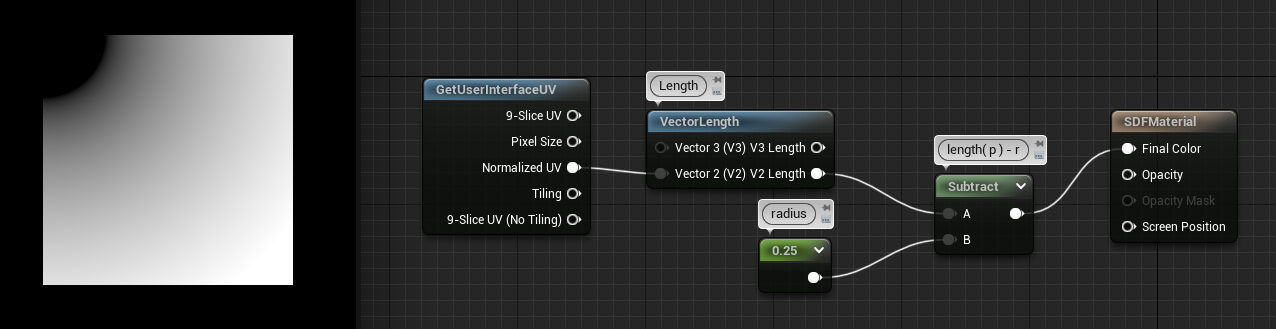 GetUserInterfaceUV
9-Slice UV
Pixel Size
Normalized UV
Tiling
9-Slice UV (No Tiling)
Length
VectorLength
Vector 3 (V3) V3 Length
Vector 2 (V2) V2 Length
radius
0.25
length( p ) - r
Subtract
A
B
SDFMaterial
Final Color
Opacity
Opacity Mask
Screen Position